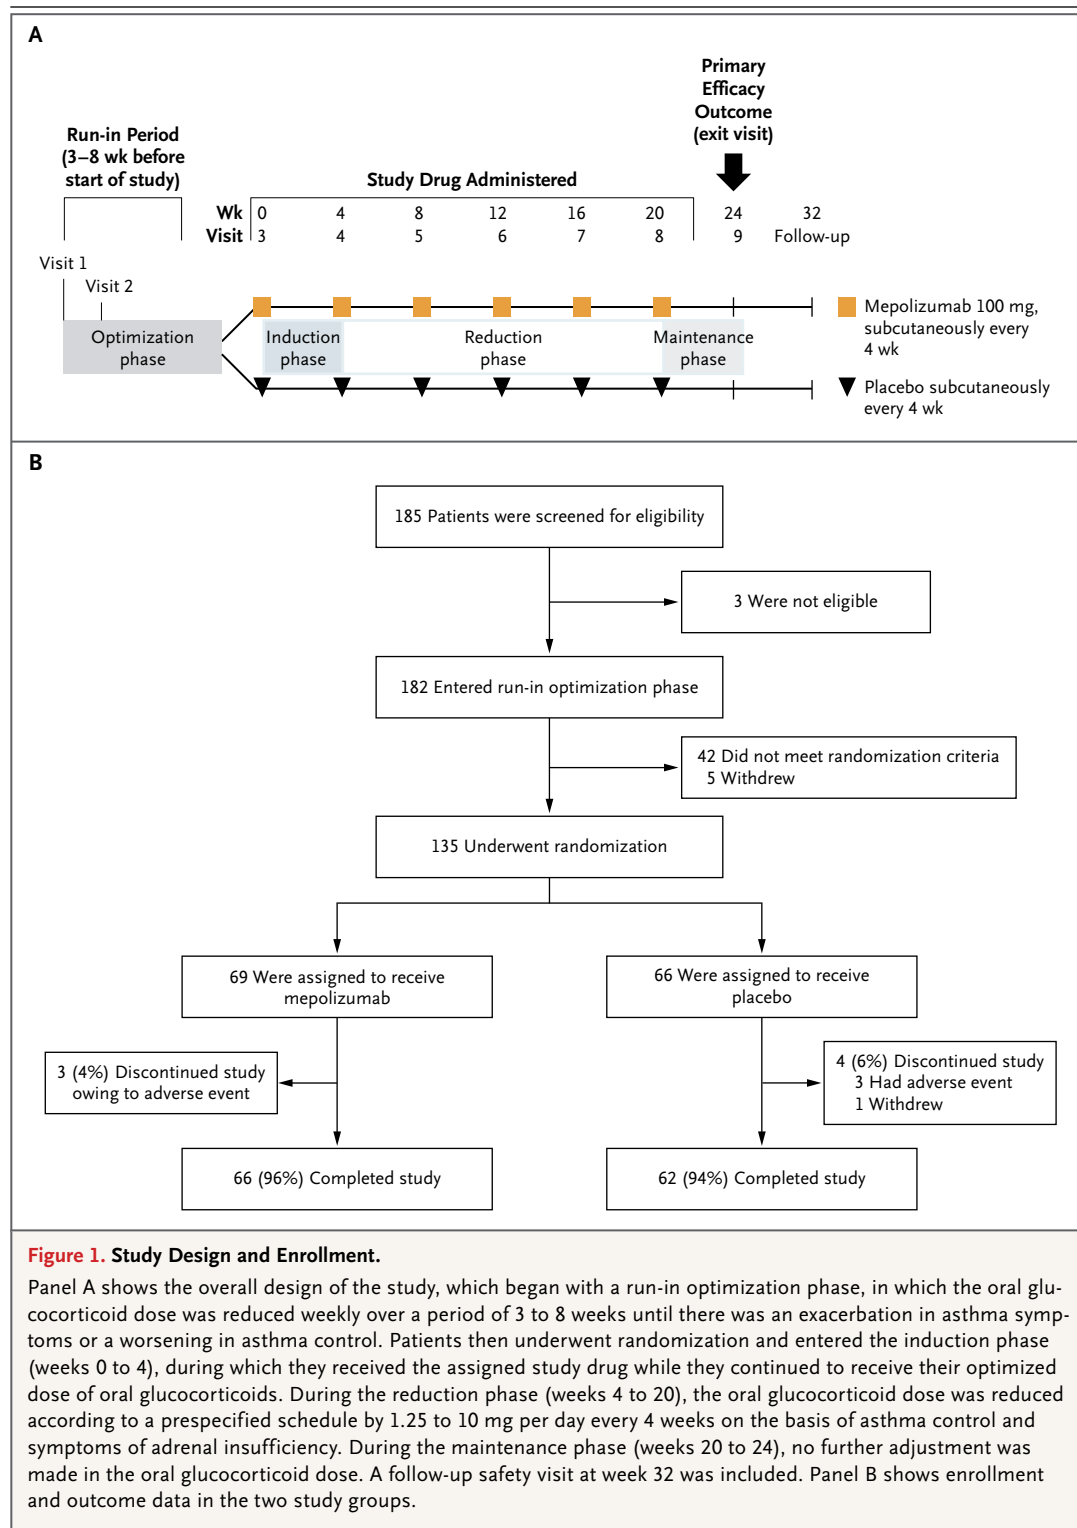 A
Primary
Efficacy
Outcome
(exit visit)
Run-in Period
(3–8 wk before
start of study)
Study Drug Administered
Wk 0 4 8 12 16 20 24 32
Visit 3 4 5 6 7 8 9 Follow-up
Visit 1
Visit 2
Optimization
phase
Induction
phase
Reduction
phase
Maintenance
phase
Mepolizumab 100 mg,
subcutaneously every
4 wk
Placebo subcutaneously
every 4 wk
B
185 Patients were screened for eligibility
3 Were not eligible
182 Entered run-in optimization phase
42 Did not meet randomization criteria
5 Withdrew
135 Underwent randomization
69 Were assigned to receive
mepolizumab
66 Were assigned to receive
placebo
3 (4%) Discontinued study
owing to adverse event
4 (6%) Discontinued study
3 Had adverse event
1 Withdrew
66 (96%) Completed study
62 (94%) Completed study
Figure 1. Study Design and Enrollment.
Panel A shows the overall design of the study, which began with a run-in optimization phase, in which the oral glu-
cocorticoid dose was reduced weekly over a period of 3 to 8 weeks until there was an exacerbation in asthma symp-
toms or a worsening in asthma control. Patients then underwent randomization and entered the induction phase
(weeks 0 to 4), during which they received the assigned study drug while they continued to receive their optimized
dose of oral glucocorticoids. During the reduction phase (weeks 4 to 20), the oral glucocorticoid dose was reduced
according to a prespecified schedule by 1.25 to 10 mg per day every 4 weeks on the basis of asthma control and
symptoms of adrenal insufficiency. During the maintenance phase (weeks 20 to 24), no further adjustment was
made in the oral glucocorticoid dose. A follow-up safety visit at week 32 was included. Panel B shows enrollment
and outcome data in the two study groups.